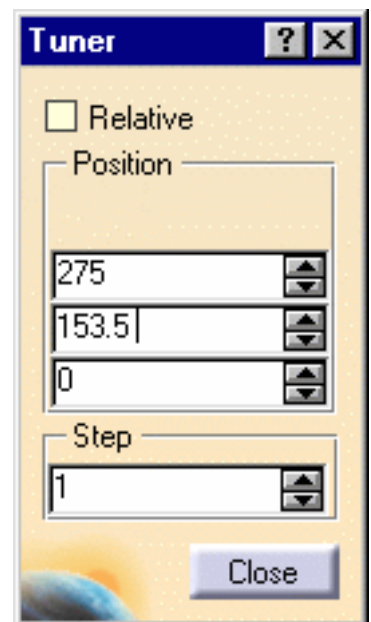 Tuner ? X
Relative
Position
275
153.5
0
Step
1
Close